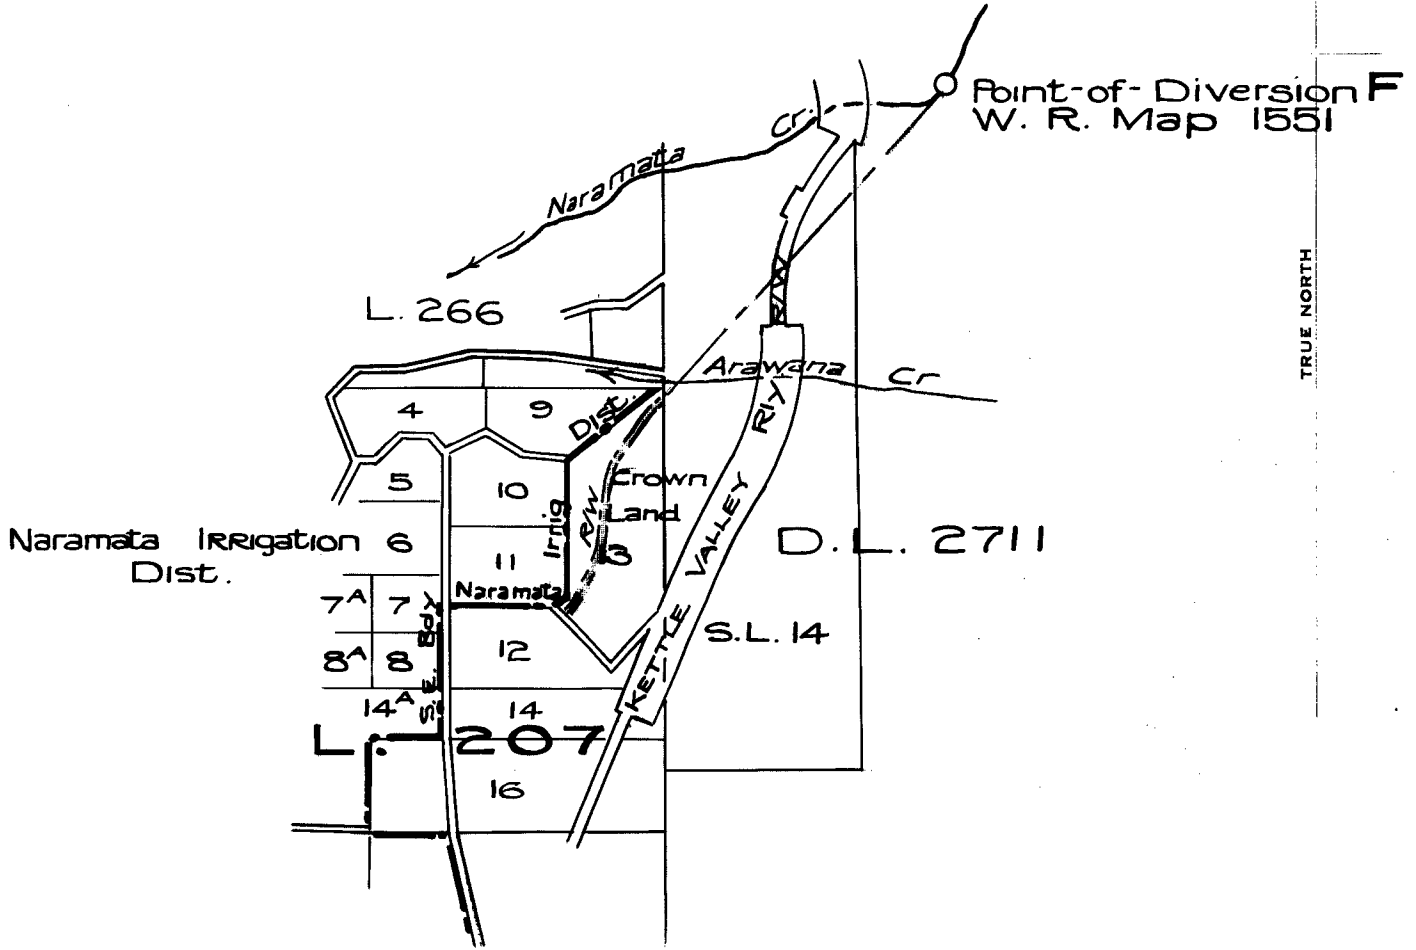 Point-of-Diversion F
W. R. Map 1551
Naramata Cr.
TRUE NORTH
L. 266
Arawana Cr
4
9
Dist.
RlY
5
10
Crown
Land
R/W
VALLEY
Irrig
D.L. 2711
Naramata IRRigation
Dist.
6
11
3
7A
7
Naramata
Bdy
S.L. 14
8A
8
12
KETTLE
S.E.
14A
14
L. 207
16